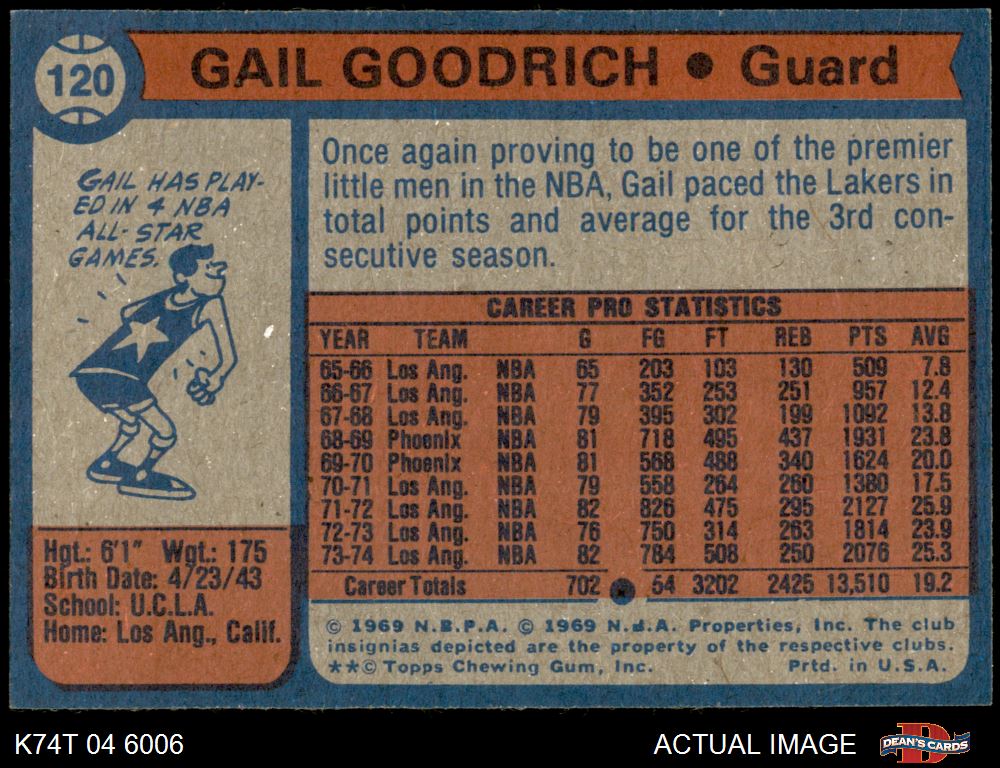 120
GAIL GOODRICH • Guard
GAIL HAS PLAY-
ED IN 4 NBA
ALL-STAR
GAMES.
Once again proving to be one of the premier
little men in the NBA, Gail paced the Lakers in
total points and average for the 3rd con-
secutive season.
CAREER PRO STATISTICS
YEAR TEAM G FG FT REB PTS AVG
65-66 Los Ang. NBA 65 203 103 130 509 7.8
66-67 Los Ang. NBA 77 352 253 251 957 12.4
67-68 Los Ang. NBA 79 395 302 199 1092 13.8
68-69 Phoenix NBA 81 718 495 437 1931 23.8
69-70 Phoenix NBA 81 568 488 340 1624 20.0
70-71 Los Ang. NBA 79 558 264 260 1380 17.5
71-72 Los Ang. NBA 82 826 475 295 2127 25.9
72-73 Los Ang. NBA 76 750 314 263 1814 23.9
73-74 Los Ang. NBA 82 784 508 250 2076 25.3
Career Totals 702 54 3202 2425 13,510 19.2
Hgt.: 6'1" Wgt.: 175
Birth Date: 4/23/43
School: U.C.L.A.
Home: Los Ang., Calif.
© 1969 N.B.P.A. © 1969 N.B.A. Properties, Inc. The club
insignias depicted are the property of the respective clubs.
**© Topps Chewing Gum, Inc. Prtd. in U.S.A.
K74T 04 6006
ACTUAL IMAGE
DEAN'S CARDS